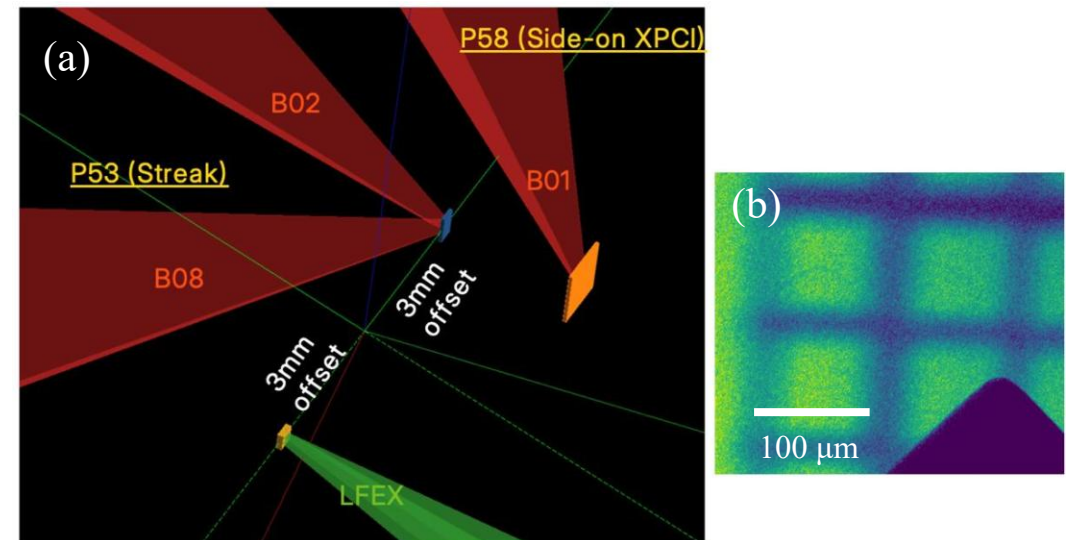 (a)
P58 (Side-on XPCI)
B02
P53 (Streak)
B01
B08
3mm
offset
3mm
offset
LFEX
(b)
100 μm